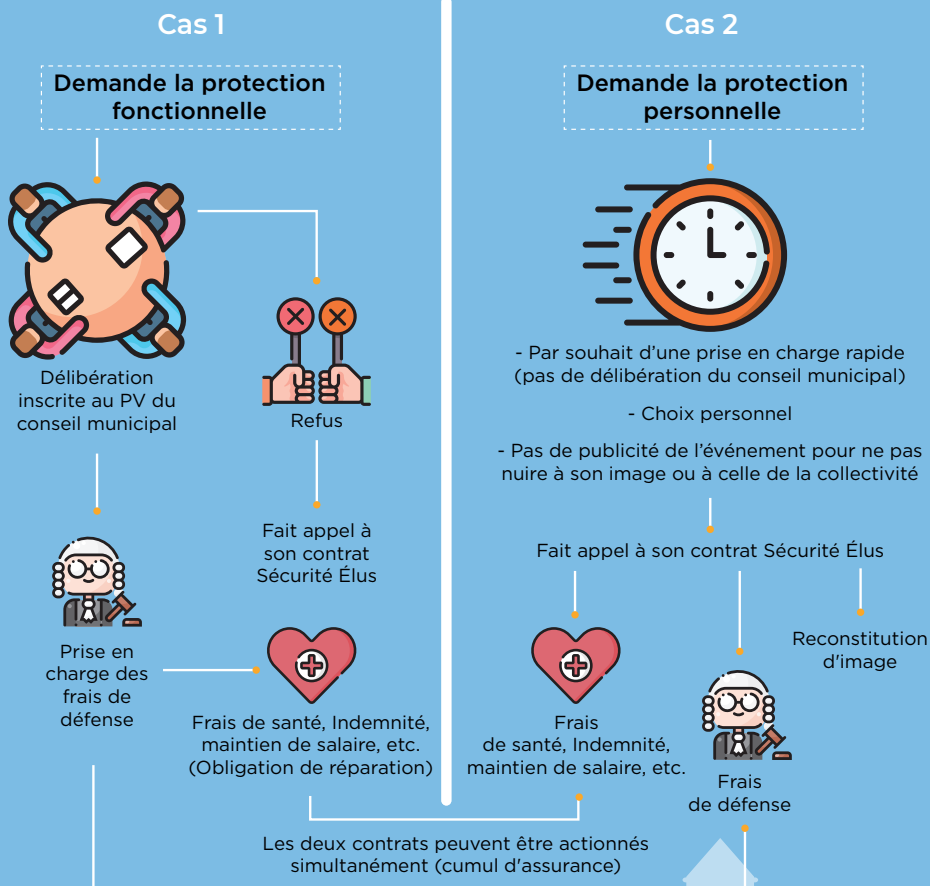 Cas 1
Demande la protection
fonctionnelle
Délibération
inscrite au PV du
conseil municipal
Refus
Fait appel à
son contrat
Sécurité Élus
Prise en
charge des
frais de
défense
Frais de santé, Indemnité,
maintien de salaire, etc.
(Obligation de réparation)
Cas 2
Demande la protection
personnelle
- Par souhait d’une prise en charge rapide
(pas de délibération du conseil municipal)
- Choix personnel
- Pas de publicité de l’événement pour ne pas
nuire à son image ou à celle de la collectivité
Fait appel à son contrat Sécurité Élus
Frais
de santé, Indemnité,
maintien de salaire, etc.
Frais
de défense
Reconstitution
d'image
Les deux contrats peuvent être actionnés
simultanément (cumul d'assurance)